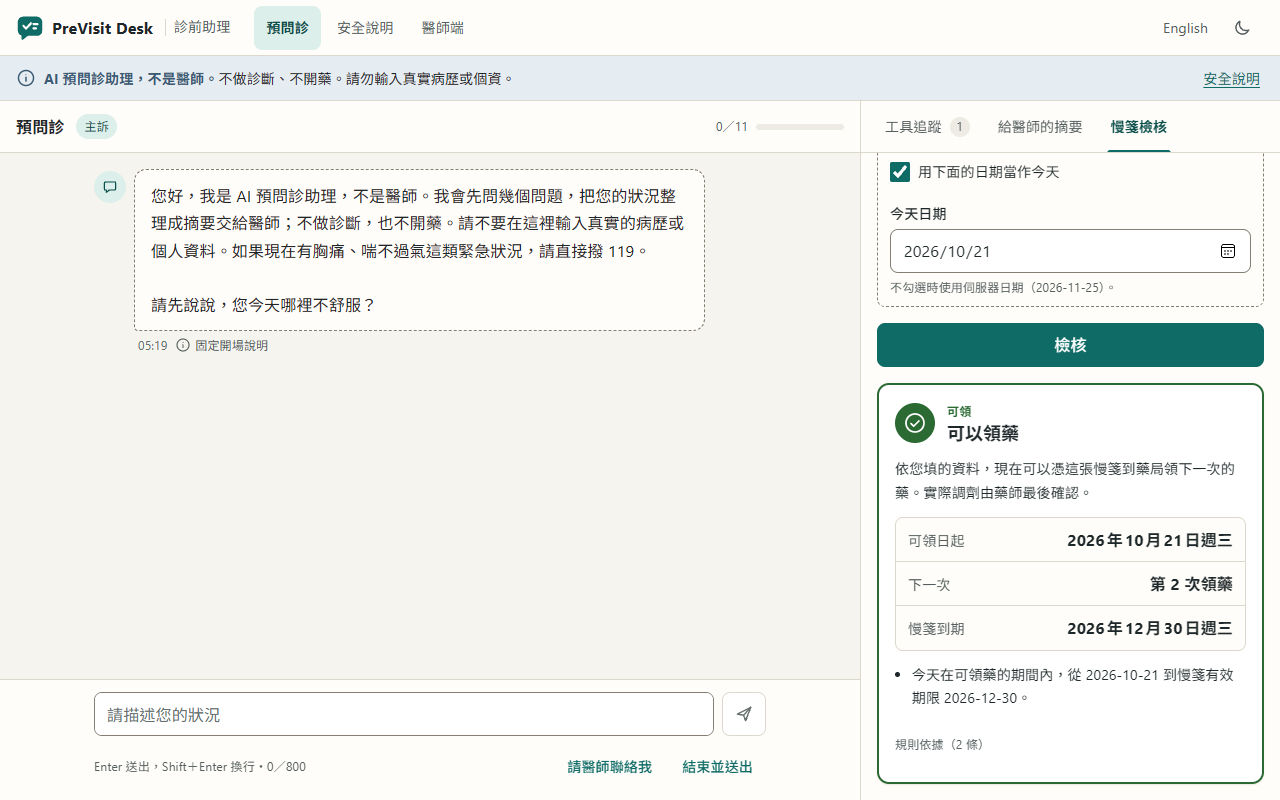 PreVisit Desk
診前助理
預問診
安全說明
醫師端
English
AI 預問診助理，不是醫師。不做診斷、不開藥。請勿輸入真實病歷或個資。
安全說明
預問診
主訴
0／11
您好，我是 AI 預問診助理，不是醫師。我會先問幾個問題，把您的狀況整
理成摘要交給醫師；不做診斷，也不開藥。請不要在這裡輸入真實的病歷或
個人資料。如果現在有胸痛、喘不過氣這類緊急狀況，請直接撥 119。
請先說說，您今天哪裡不舒服？
05:19
固定開場說明
請描述您的狀況
Enter 送出，Shift＋Enter 換行・0／800
請醫師聯絡我
結束並送出
工具追蹤 1
給醫師的摘要
慢箋檢核
用下面的日期當作今天
今天日期
2026/10/21
不勾選時使用伺服器日期（2026-11-25）。
檢核
可領
可以領藥
依您填的資料，現在可以憑這張慢箋到藥局領下一次的
藥。實際調劑由藥師最後確認。
可領日起
2026 年 10 月 21 日週三
下一次
第 2 次領藥
慢箋到期
2026 年 12 月 30 日週三
今天在可領藥的期間內，從 2026-10-21 到慢箋有效
期限 2026-12-30。
規則依據（2 條）